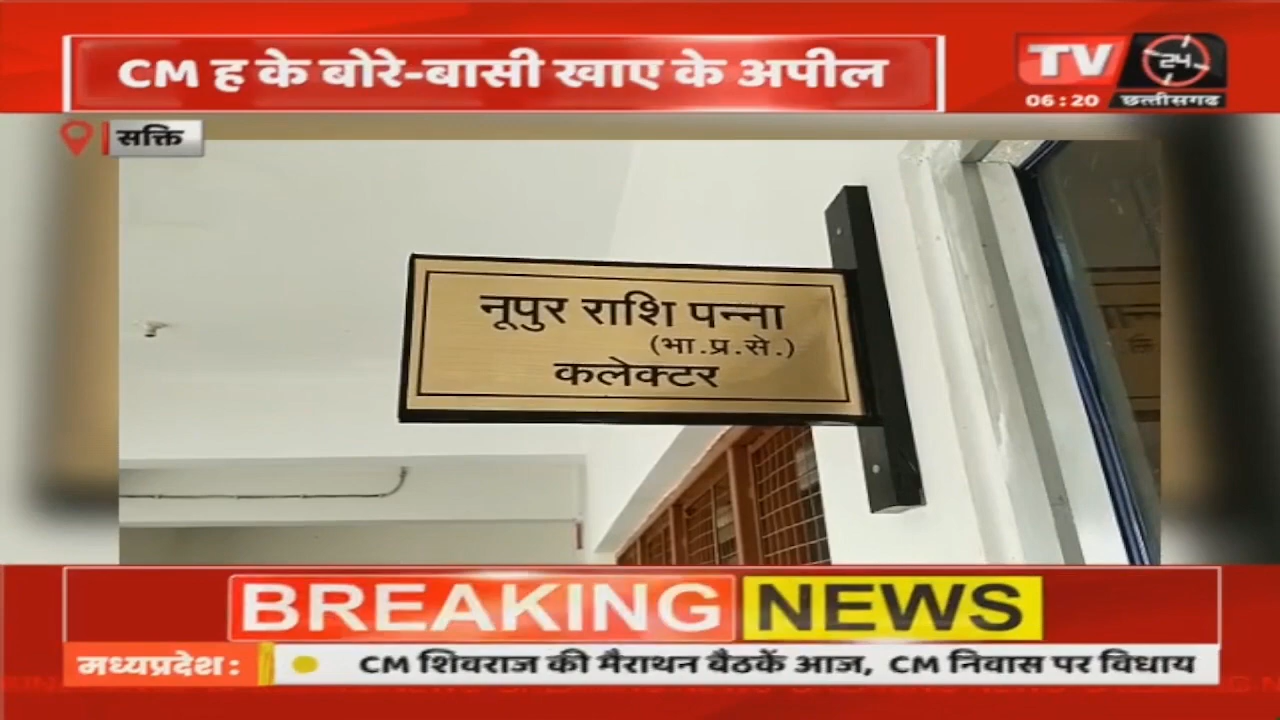 CM ह के बोरे-बासी खाए के अपील
TV 24
06:20 छत्तीसगढ
सक्ति
नूपुर राशि पन्ना
(भा.प्र.से.)
कलेक्टर
BREAKING NEWS
मध्यप्रदेश :
CM शिवराज की मैराथन बैठकें आज, CM निवास पर विधाय